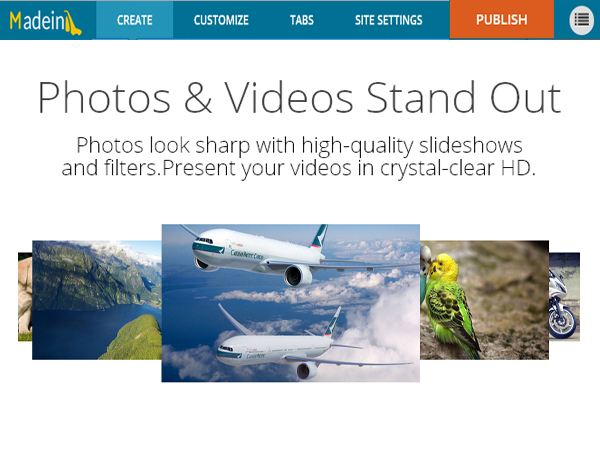 Madein
CREATE
CUSTOMIZE
TABS
SITE SETTINGS
PUBLISH
Photos & Videos Stand Out
Photos look sharp with high-quality slideshows
and filters.Present your videos in crystal-clear HD.
CATHAY PACIFIC CARGO
CATHAY PACIFIC